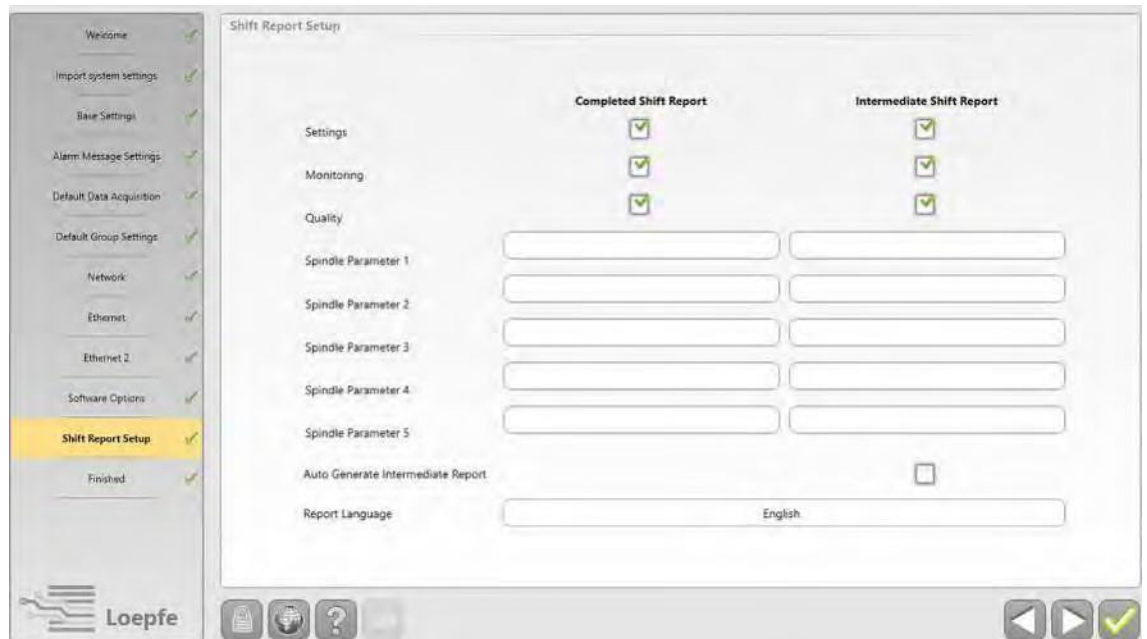 Welcome
Import system settings
Base Settings
Alarm Message Settings
Default Data Acquisition
Default Group Settings
Network
Ethernet
Ethernet 2
Software Options
Shift Report Setup
Finished
Loepfe
Shift Report Setup
Completed Shift Report Intermediate Shift Report
Settings
Monitoring
Quality
Spindle Parameter 1
Spindle Parameter 2
Spindle Parameter 3
Spindle Parameter 4
Spindle Parameter 5
Auto Generate Intermediate Report
Report Language English
?